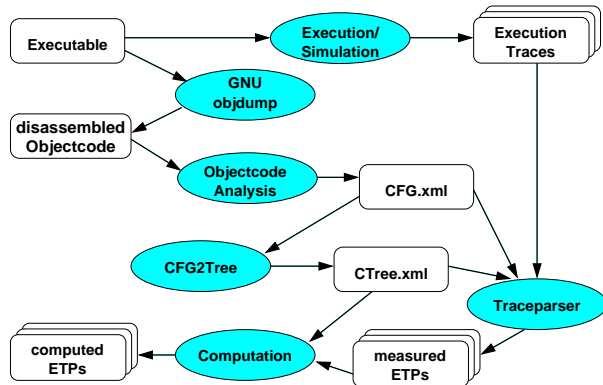 Executable
Execution/
Simulation
Execution
Traces
GNU
objdump
disassembled
Objectcode
Objectcode
Analysis
CFG.xml
CFG2Tree
CTree.xml
Traceparser
computed
ETPs
Computation
measured
ETPs